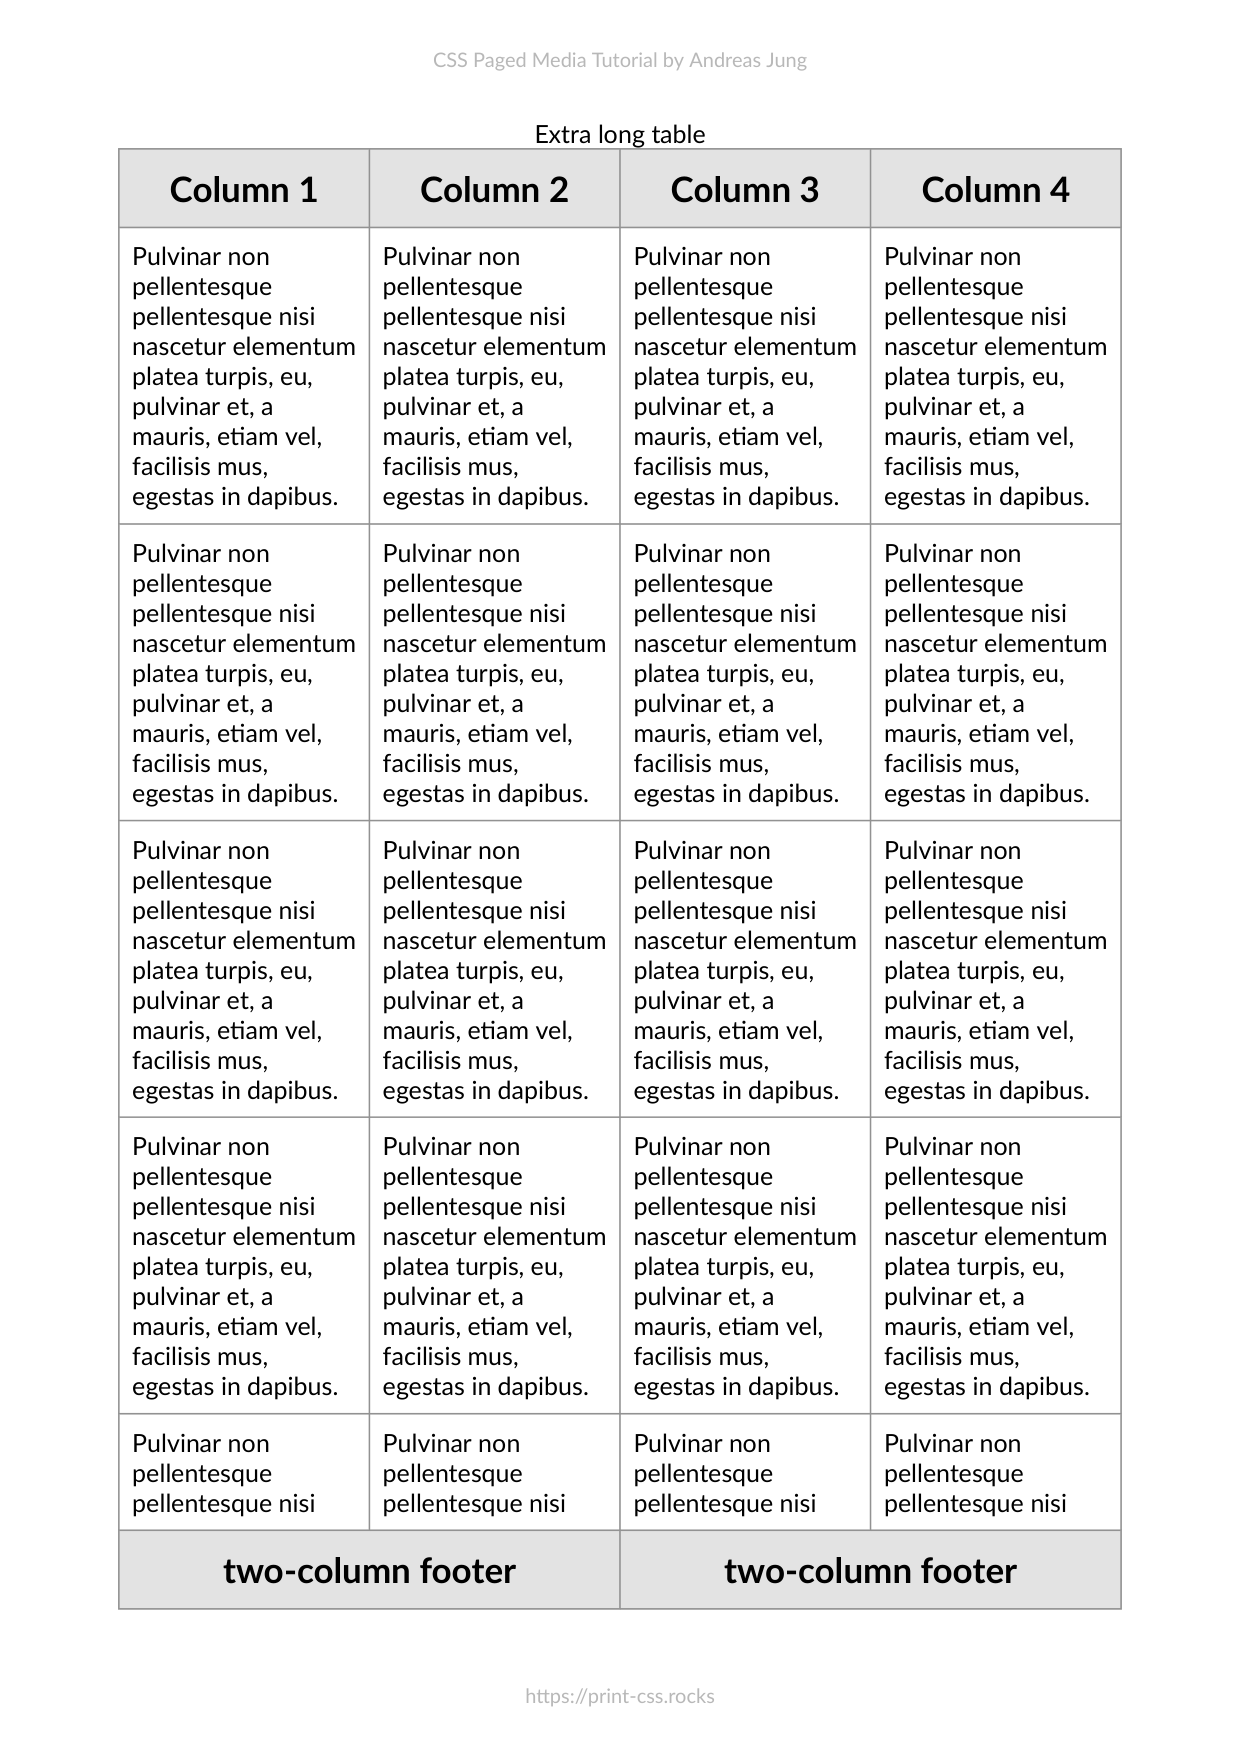 CSS Paged Media Tutorial by Andreas Jung
Extra long table
Column 1 Column 2 Column 3 Column 4
Pulvinar non Pulvinar non Pulvinar non Pulvinar non
pellentesque pellentesque pellentesque pellentesque
pellentesque nisi pellentesque nisi pellentesque nisi pellentesque nisi
nascetur elementum nascetur elementum nascetur elementum nascetur elementum
platea turpis, eu, platea turpis, eu, platea turpis, eu, platea turpis, eu,
pulvinar et, a pulvinar et, a pulvinar et, a pulvinar et, a
mauris, etiam vel, mauris, etiam vel, mauris, etiam vel, mauris, etiam vel,
facilisis mus, facilisis mus, facilisis mus, facilisis mus,
egestas in dapibus. egestas in dapibus. egestas in dapibus. egestas in dapibus.
Pulvinar non Pulvinar non Pulvinar non Pulvinar non
pellentesque pellentesque pellentesque pellentesque
pellentesque nisi pellentesque nisi pellentesque nisi pellentesque nisi
nascetur elementum nascetur elementum nascetur elementum nascetur elementum
platea turpis, eu, platea turpis, eu, platea turpis, eu, platea turpis, eu,
pulvinar et, a pulvinar et, a pulvinar et, a pulvinar et, a
mauris, etiam vel, mauris, etiam vel, mauris, etiam vel, mauris, etiam vel,
facilisis mus, facilisis mus, facilisis mus, facilisis mus,
egestas in dapibus. egestas in dapibus. egestas in dapibus. egestas in dapibus.
Pulvinar non Pulvinar non Pulvinar non Pulvinar non
pellentesque pellentesque pellentesque pellentesque
pellentesque nisi pellentesque nisi pellentesque nisi pellentesque nisi
nascetur elementum nascetur elementum nascetur elementum nascetur elementum
platea turpis, eu, platea turpis, eu, platea turpis, eu, platea turpis, eu,
pulvinar et, a pulvinar et, a pulvinar et, a pulvinar et, a
mauris, etiam vel, mauris, etiam vel, mauris, etiam vel, mauris, etiam vel,
facilisis mus, facilisis mus, facilisis mus, facilisis mus,
egestas in dapibus. egestas in dapibus. egestas in dapibus. egestas in dapibus.
Pulvinar non Pulvinar non Pulvinar non Pulvinar non
pellentesque pellentesque pellentesque pellentesque
pellentesque nisi pellentesque nisi pellentesque nisi pellentesque nisi
nascetur elementum nascetur elementum nascetur elementum nascetur elementum
platea turpis, eu, platea turpis, eu, platea turpis, eu, platea turpis, eu,
pulvinar et, a pulvinar et, a pulvinar et, a pulvinar et, a
mauris, etiam vel, mauris, etiam vel, mauris, etiam vel, mauris, etiam vel,
facilisis mus, facilisis mus, facilisis mus, facilisis mus,
egestas in dapibus. egestas in dapibus. egestas in dapibus. egestas in dapibus.
Pulvinar non Pulvinar non Pulvinar non Pulvinar non
pellentesque pellentesque pellentesque pellentesque
pellentesque nisi pellentesque nisi pellentesque nisi pellentesque nisi
two-column footer two-column footer
https://print-css.rocks